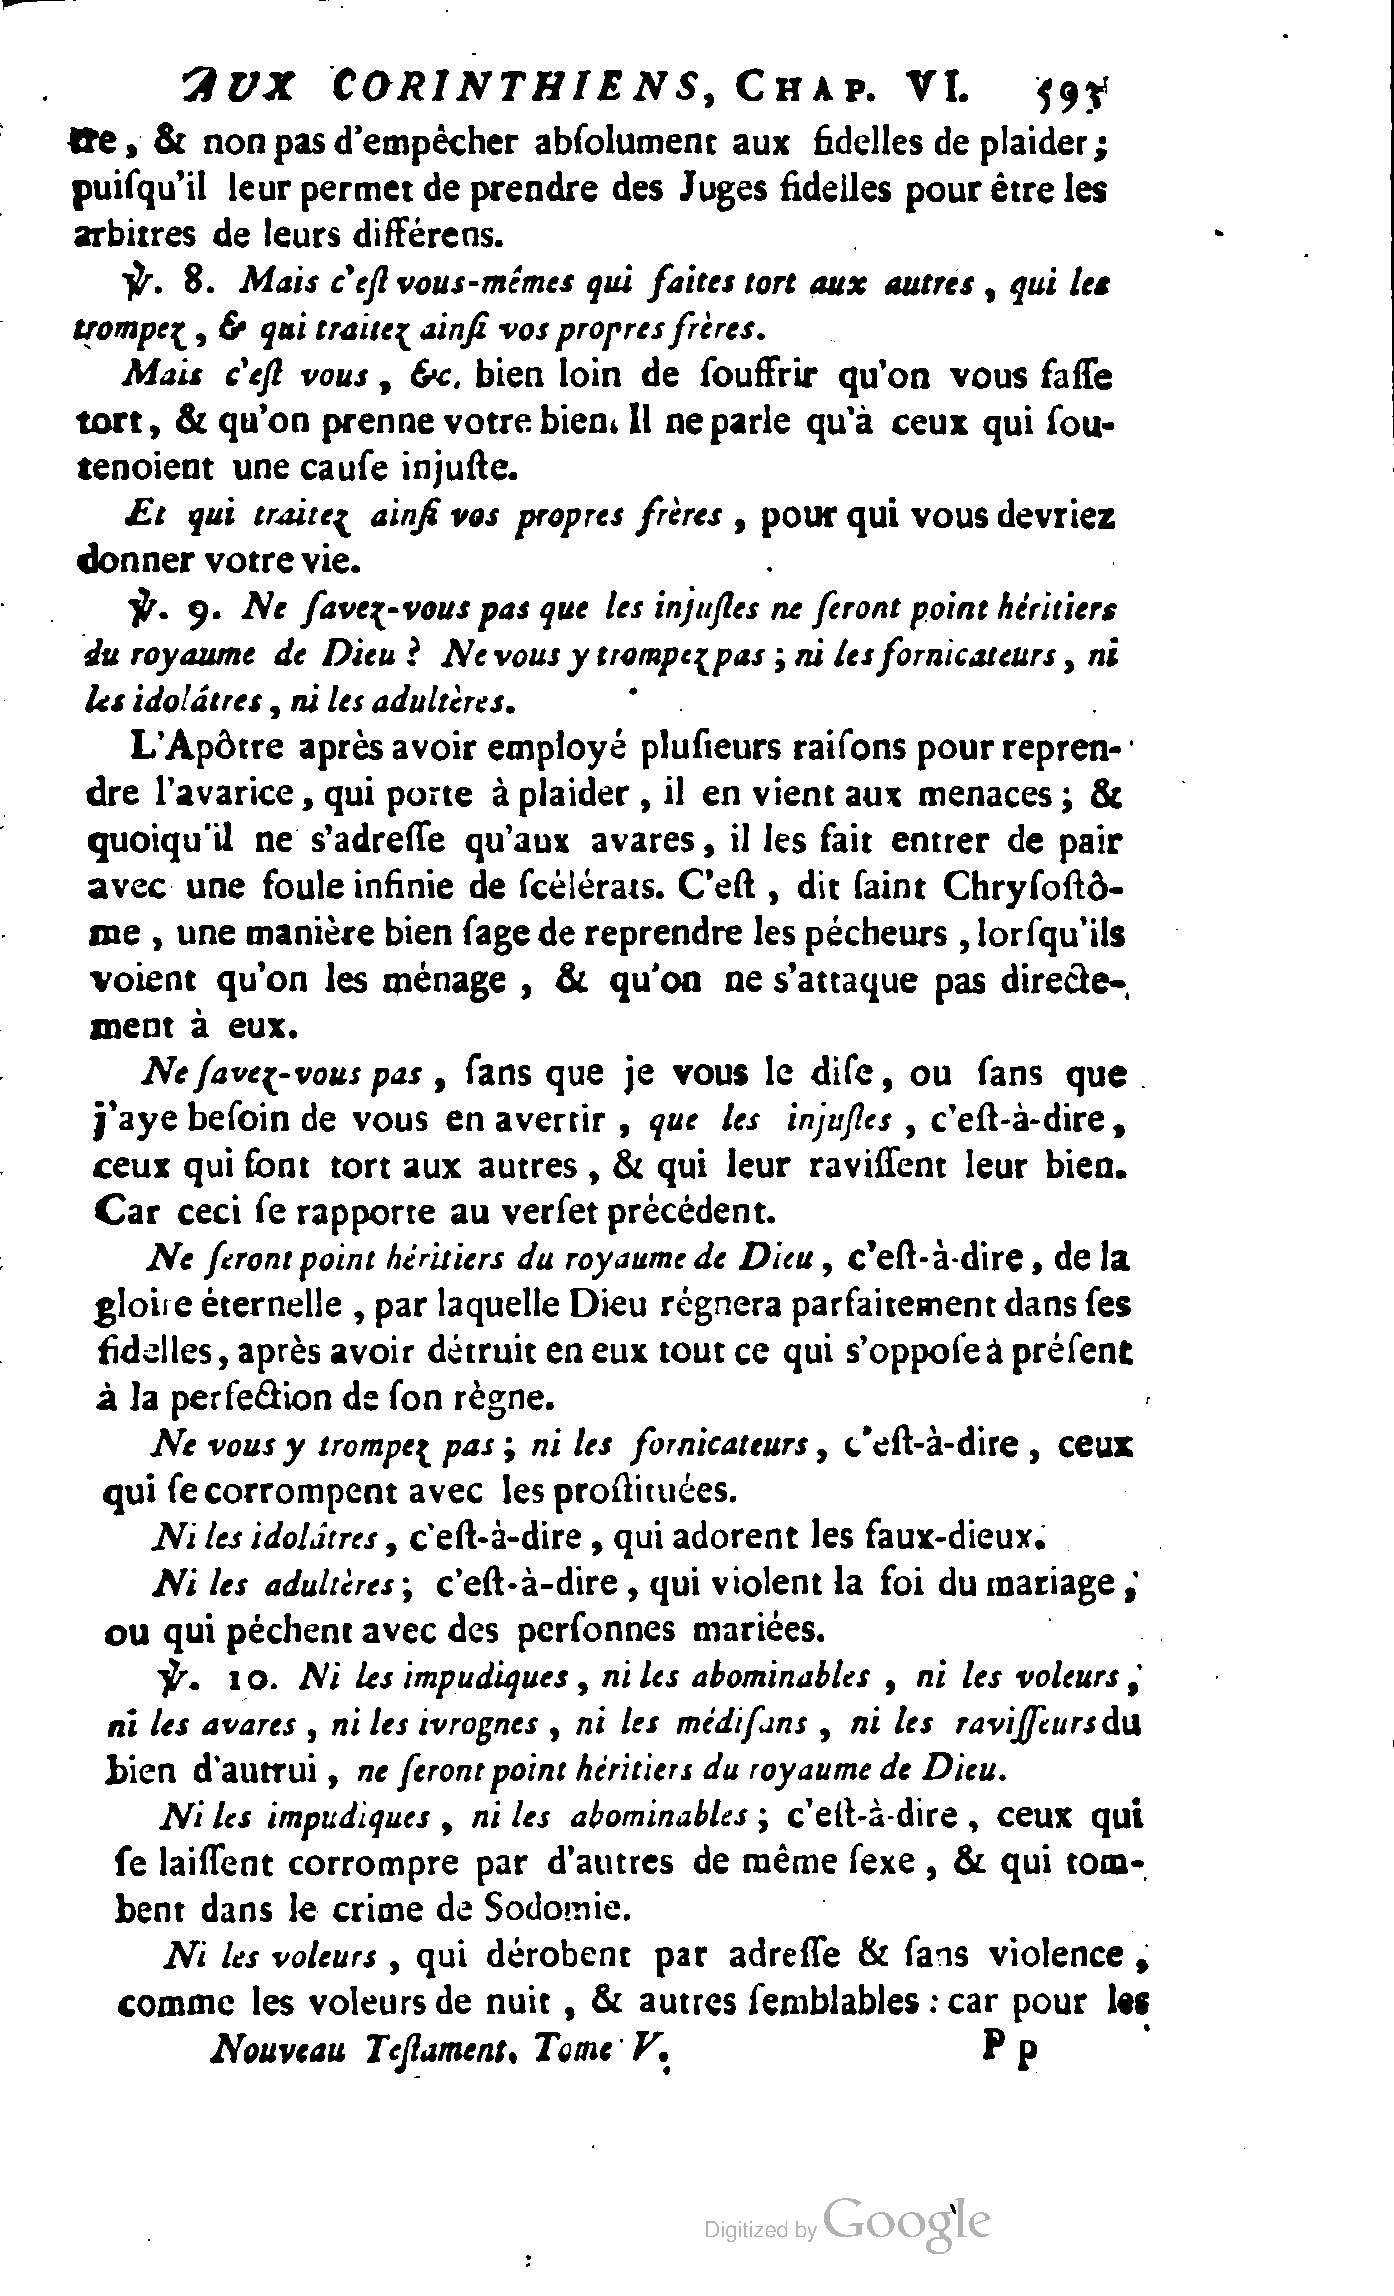 AUX CORINTHIENS, CHAP. VI. 593
tre, & non pas d'empêcher abſolument aux fidelles de plaider;
puiſqu'il leur permet de prendre des Juges fidelles pour être les
arbitres de leurs différens.
℣. 8. Mais c'eſt vous-mêmes qui faites tort aux autres, qui les
trompez, & qui traitez ainſi vos propres frères.
Mais c'eſt vous, &c. bien loin de ſouffrir qu'on vous faſſe
tort, & qu'on prenne votre bien. Il ne parle qu'à ceux qui ſou-
tenoient une cauſe injuſte.
Et qui traitez ainſi vos propres frères, pour qui vous devriez
donner votre vie.
℣. 9. Ne ſavez-vous pas que les injuſtes ne ſeront point héritiers
du royaume de Dieu? Ne vous y trompez pas; ni les fornicateurs, ni
les idolâtres, ni les adultères.
L'Apôtre après avoir employé pluſieurs raiſons pour repren-
dre l'avarice, qui porte à plaider, il en vient aux menaces; &
quoiqu'il ne s'adreſſe qu'aux avares, il les fait entrer de pair
avec une foule infinie de ſcélérats. C'eſt, dit ſaint Chryſoſtô-
me, une manière bien ſage de reprendre les pécheurs, lorſqu'ils
voient qu'on les ménage, & qu'on ne s'attaque pas directe-
ment à eux.
Ne ſavez-vous pas, ſans que je vous le diſe, ou ſans que
j'aye beſoin de vous en avertir, que les injuſtes, c'eſt-à-dire,
ceux qui font tort aux autres, & qui leur raviſſent leur bien.
Car ceci ſe rapporte au verſet précédent.
Ne ſeront point héritiers du royaume de Dieu, c'eſt-à-dire, de la
gloire éternelle, par laquelle Dieu régnera parfaitement dans ſes
fidelles, après avoir détruit en eux tout ce qui s'oppoſe à préſent
à la perfection de ſon règne.
Ne vous y trompez pas; ni les fornicateurs, c'eſt-à-dire, ceux
qui ſe corrompent avec les proſtituées.
Ni les idolâtres, c'eſt-à-dire, qui adorent les faux-dieux.
Ni les adultères; c'eſt-à-dire, qui violent la foi du mariage,
ou qui péchent avec des perſonnes mariées.
℣. 10. Ni les impudiques, ni les abominables, ni les voleurs,
ni les avares, ni les ivrognes, ni les médiſans, ni les raviſſeurs du
bien d'autrui, ne ſeront point héritiers du royaume de Dieu.
Ni les impudiques, ni les abominables; c'eſt-à-dire, ceux qui
ſe laiſſent corrompre par d'autres de même ſexe, & qui tom-
bent dans le crime de Sodomie.
Ni les voleurs, qui dérobent par adreſſe & ſans violence,
comme les voleurs de nuit, & autres ſemblables : car pour les
Nouveau Teſtament. Tome V. Pp
Digitized by Google